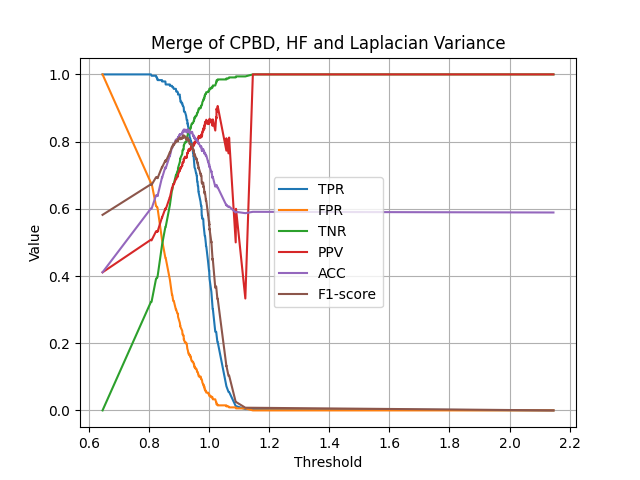 Merge of CPBD, HF and Laplacian Variance
Value
1.0
0.8
0.6
0.4
0.2
0.0
TPR
FPR
TNR
PPV
ACC
F1-score
0.6 0.8 1.0 1.2 1.4 1.6 1.8 2.0 2.2
Threshold